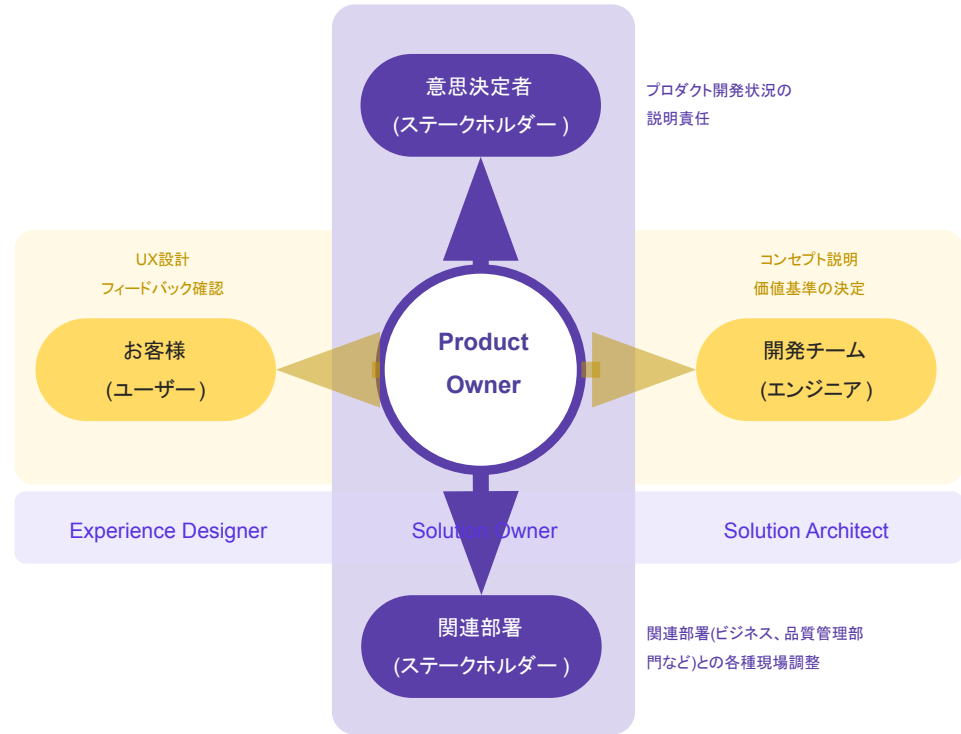 意思決定者
(ステークホルダー )
プロダクト開発状況の
説明責任
UX設計
フィードバック確認
お客様
(ユーザー )
Product
Owner
コンセプト説明
価値基準の決定
開発チーム
(エンジニア )
Experience Designer
Solution Owner
Solution Architect
関連部署
(ステークホルダー )
関連部署(ビジネス、品質管理部
門など)との各種現場調整